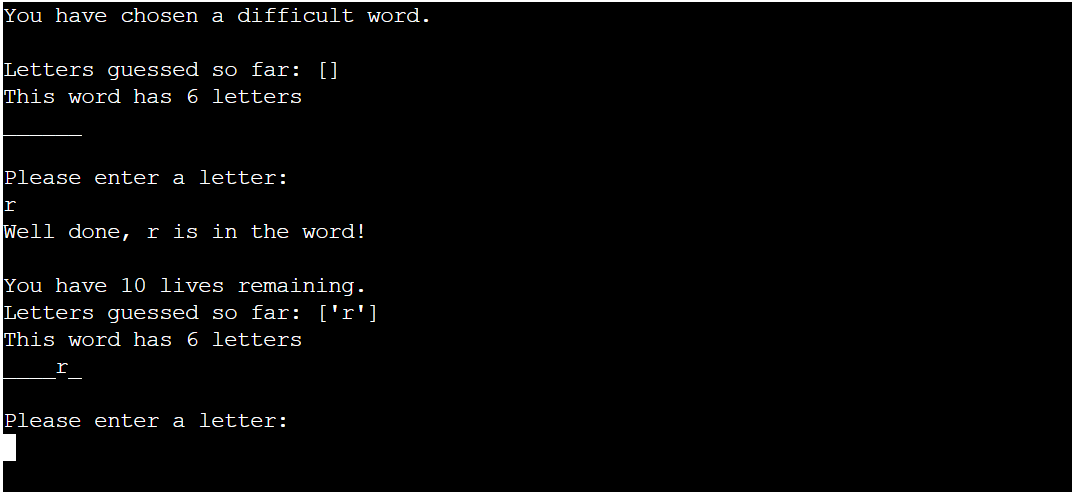 You have chosen a difficult word.
Letters guessed so far: []
This word has 6 letters
______
Please enter a letter:
r
Well done, r is in the word!
You have 10 lives remaining.
Letters guessed so far: ['r']
This word has 6 letters
____r_
Please enter a letter: